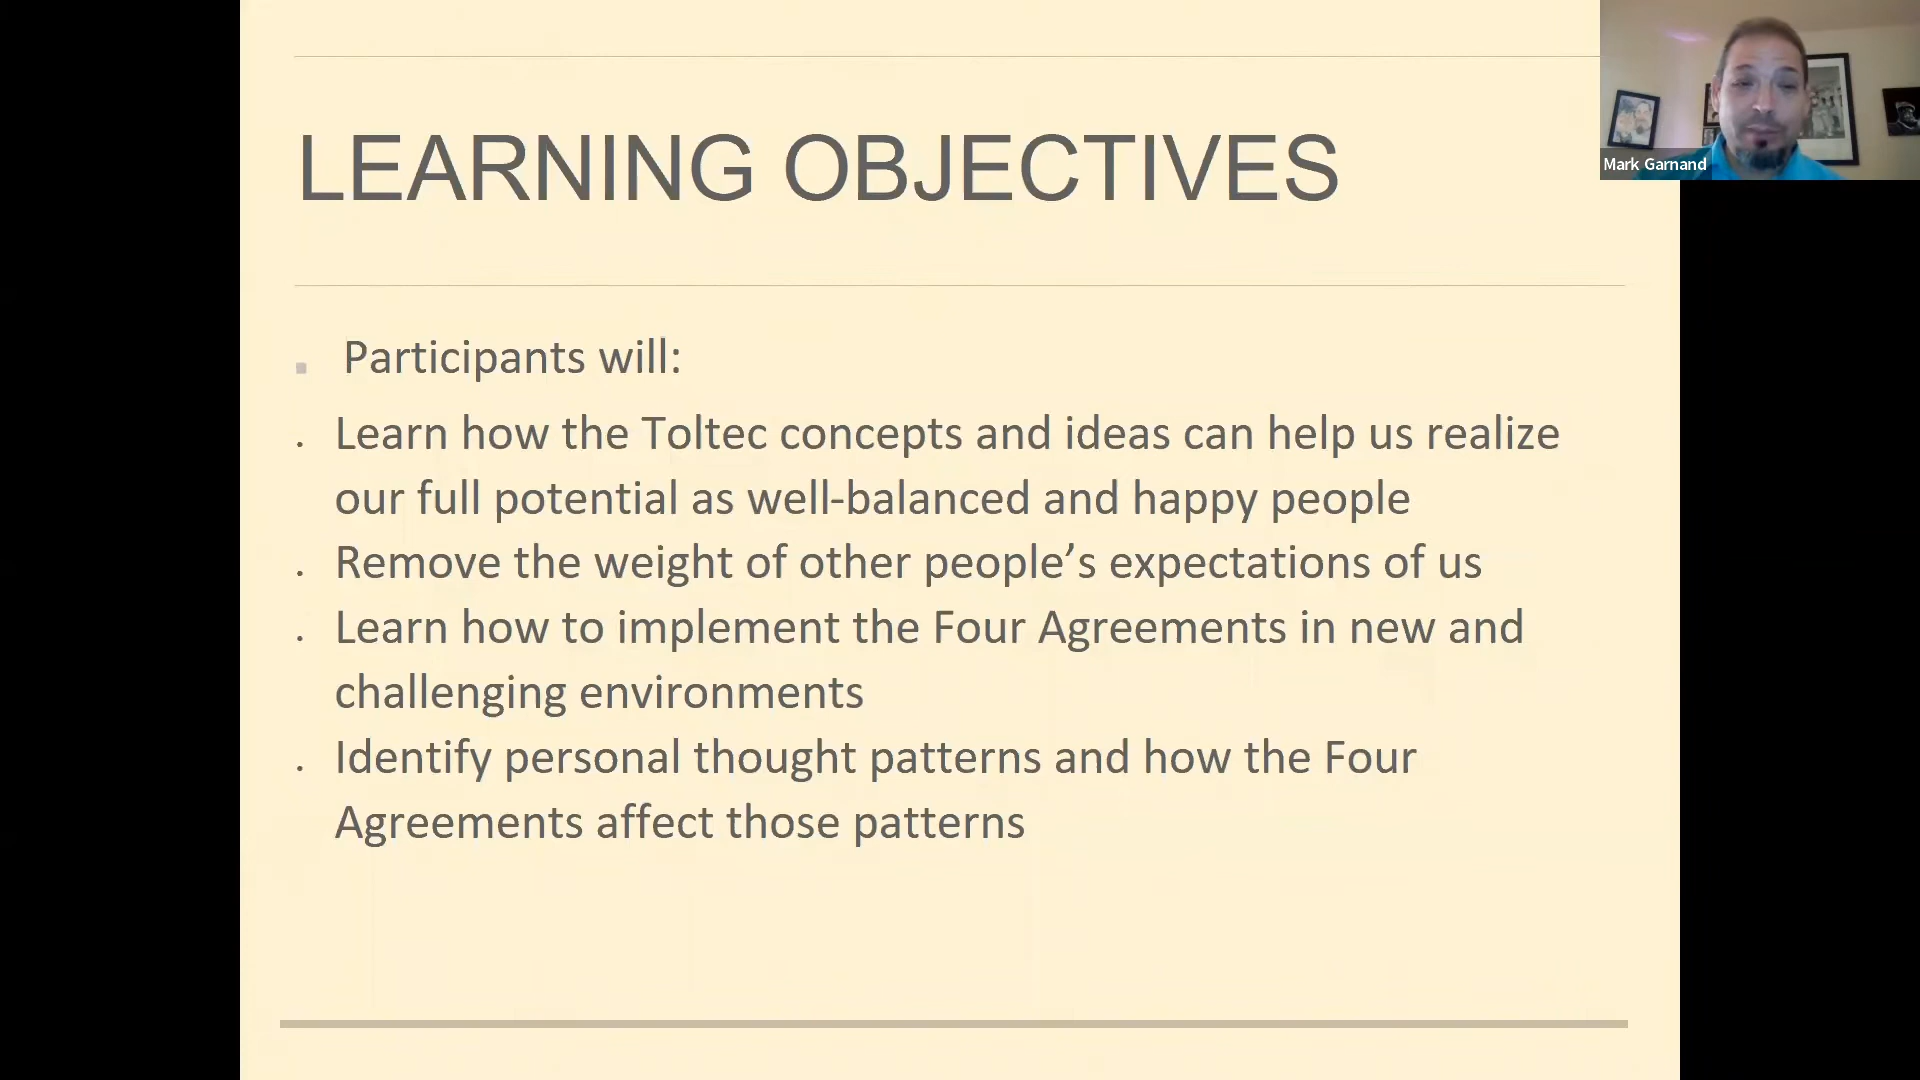 LEARNING OBJECTIVES
Mark Garnand
Participants will:
Learn how the Toltec concepts and ideas can help us realize
our full potential as well-balanced and happy people
Remove the weight of other people’s expectations of us
Learn how to implement the Four Agreements in new and
challenging environments
Identify personal thought patterns and how the Four
Agreements affect those patterns